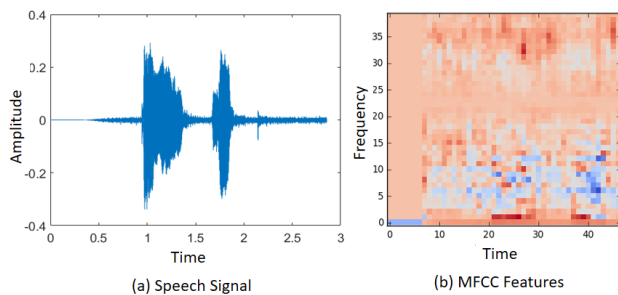 0.4
0.2
0
-0.2
-0.4
Amplitude
0 0.5 1 1.5 2 2.5 3
Time
(a) Speech Signal
35
30
25
20
15
10
5
0
Frequency
0 10 20 30 40
Time
(b) MFCC Features